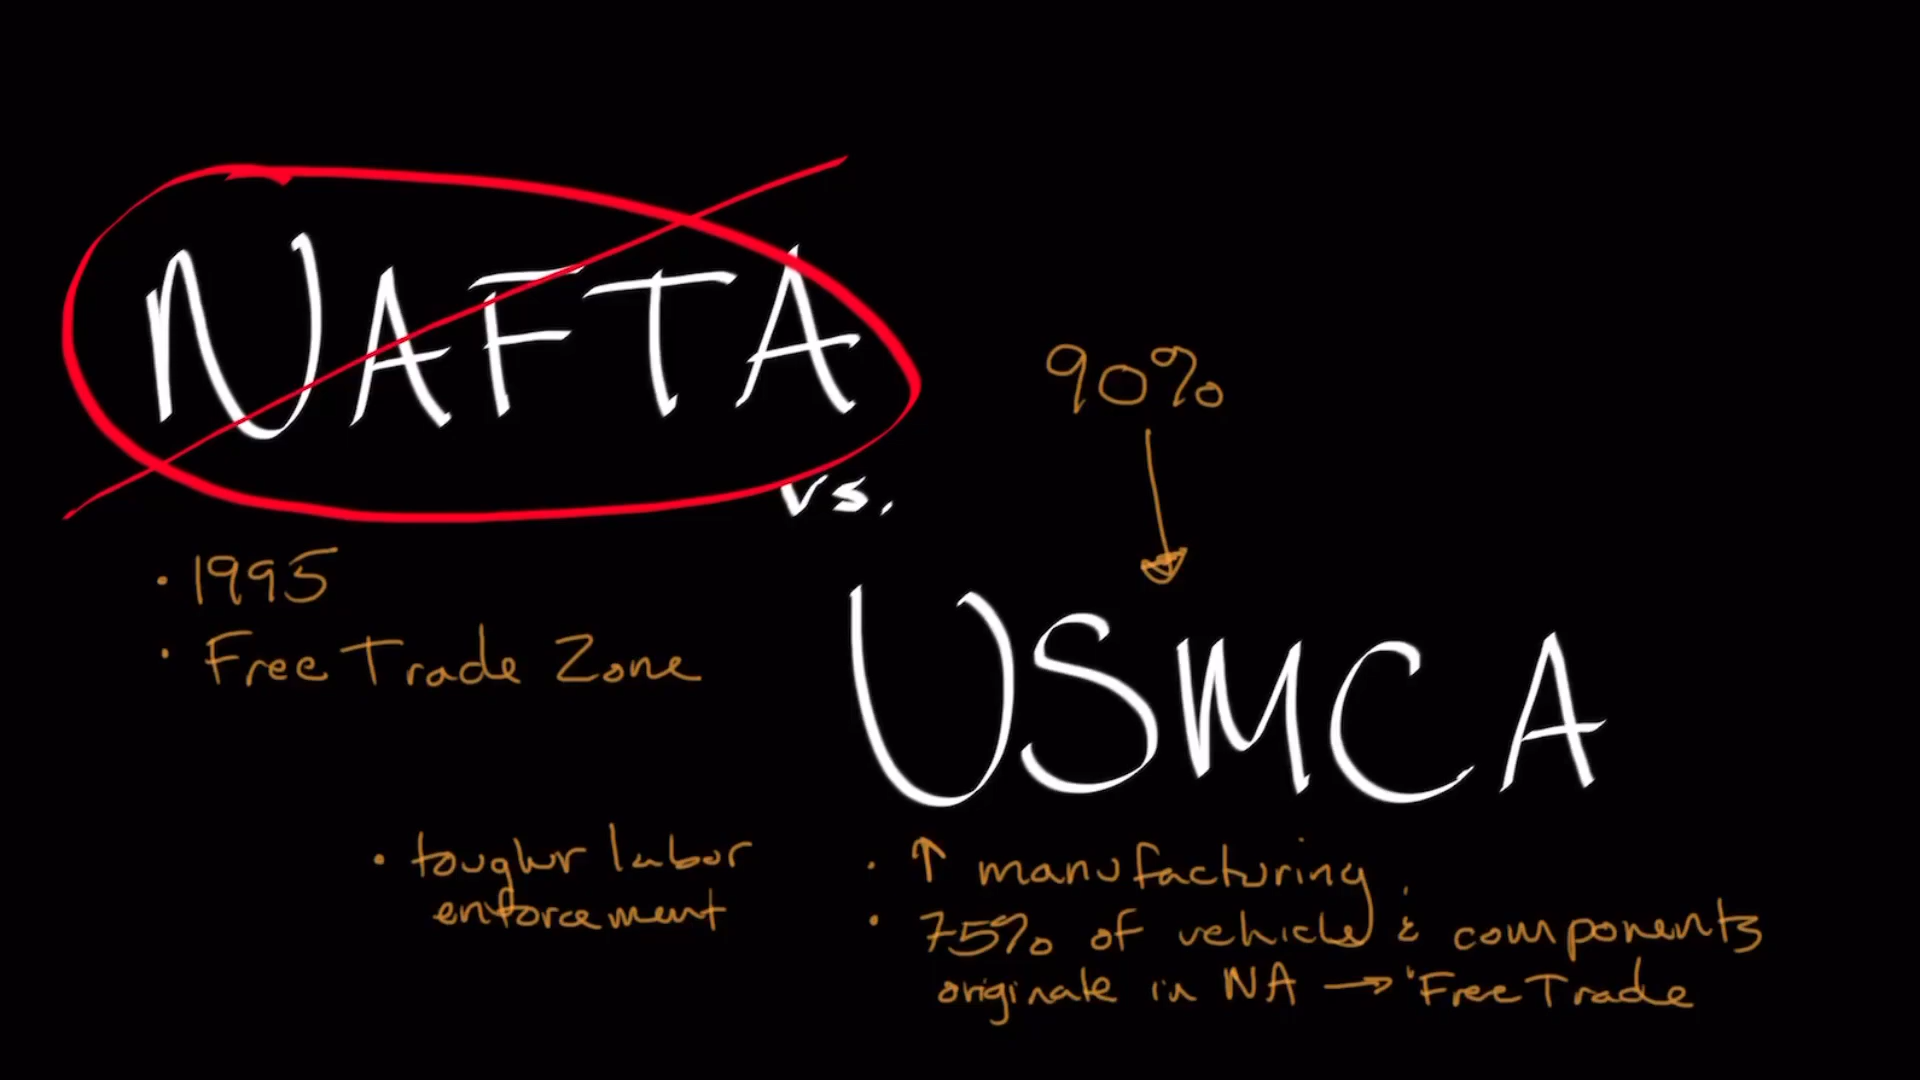 NAFTA
vs.
90%
• 1995
• Free Trade Zone
USMCA
• tougher labor
enforcement
• ↑ manufacturing
• 75% of vehicles & components
originate in NA → "Free Trade